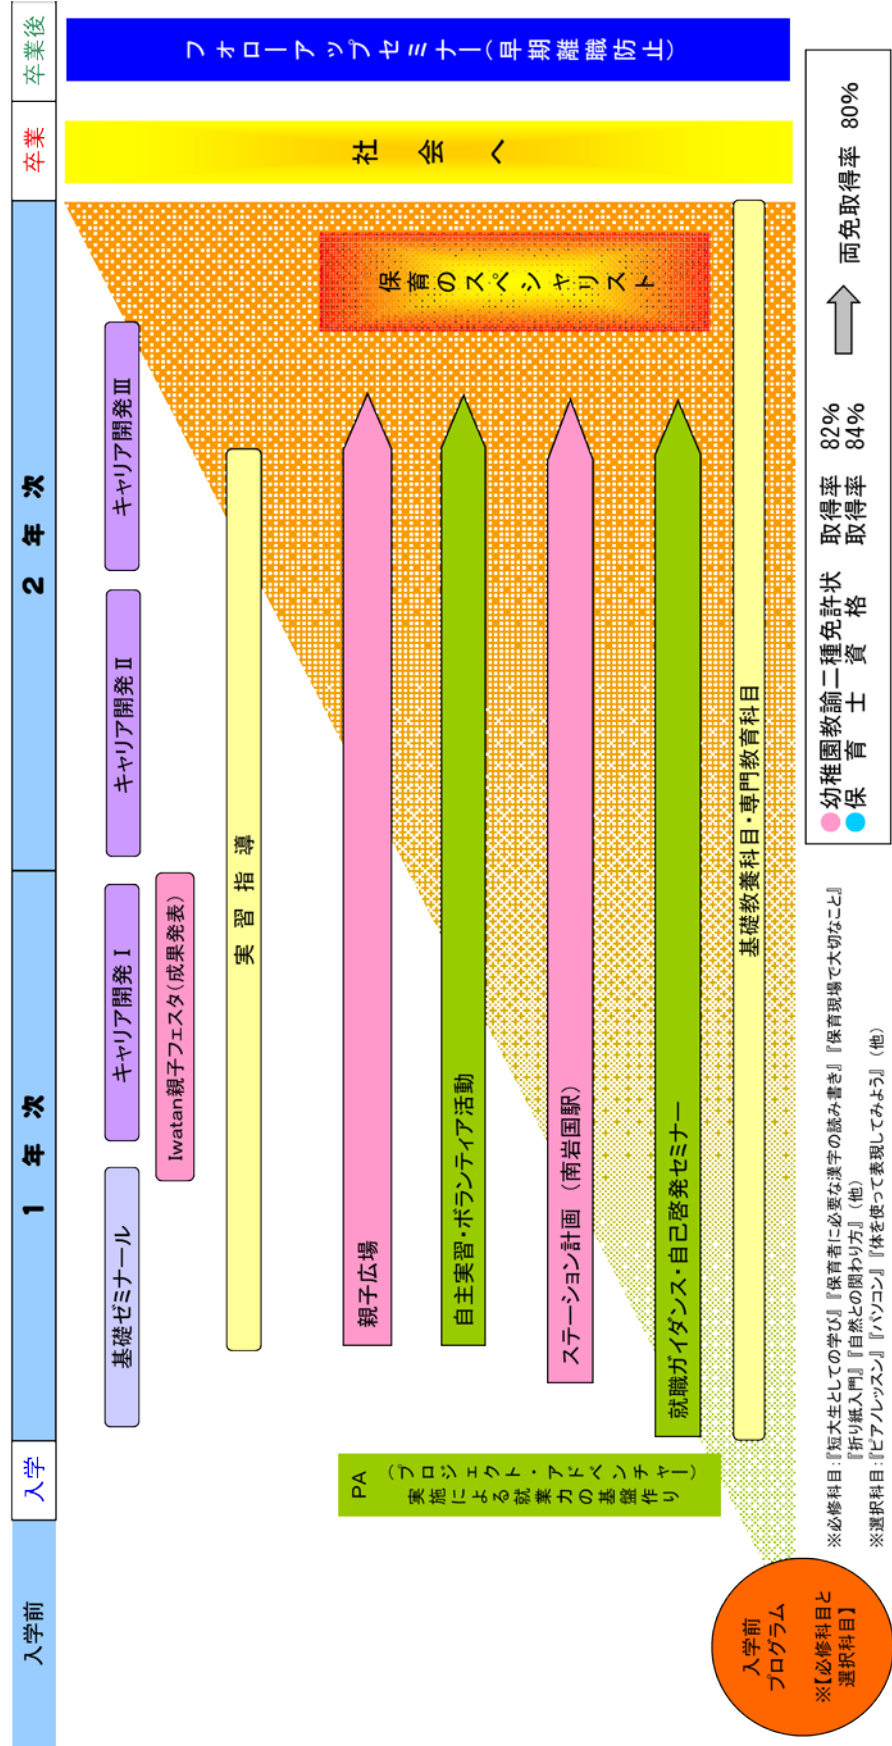 入学前
入学
1 年 次
2 年 次
卒業
卒業後
基礎ゼミナール
キャリア開発Ⅰ
キャリア開発Ⅱ
キャリア開発Ⅲ
Iwatan親子フェスタ(成果発表)
実 習 指 導
親子広場
自主実習・ボランティア活動
ステーション計画 （南岩国駅）
就職ガイダンス・自己啓発セミナー
基礎教養科目・専門教育科目
PA （プロジェクト・アドベンチャー）
実施による就業力の基盤作り
保育のスペシャリスト
社 会 へ
フォローアップセミナー(早期離職防止)
入学前
プログラム
※【必修科目と
選択科目】
※必修科目:『短大生としての学び』『保育者に必要な漢字の読み書き』『保育現場で大切なこと』
『折り紙入門』『自然との関わり方』（他）
※選択科目:『ピアノレッスン』『パソコン』『体を使って表現してみよう』（他）
●幼稚園教諭二種免許状 取得率 82%
●保 育 士 資 格 取得率 84%
両免取得率 80%